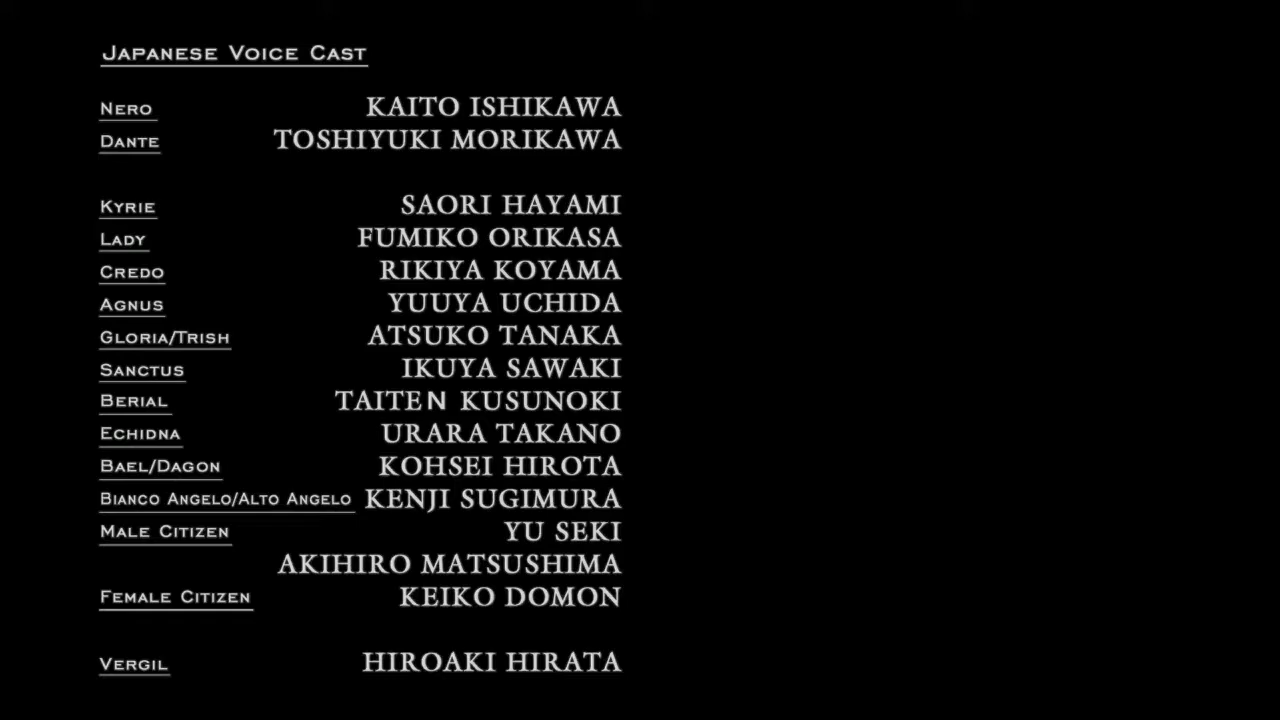 Japanese Voice Cast
Nero KAITO ISHIKAWA
Dante TOSHIYUKI MORIKAWA
Kyrie SAORI HAYAMI
Lady FUMIKO ORIKASA
Credo RIKIYA KOYAMA
Agnus YUUYA UCHIDA
Gloria/Trish ATSUKO TANAKA
Sanctus IKUYA SAWAKI
Berial TAITEN KUSUNOKI
Echidna URARA TAKANO
Bael/Dagon KOHSEI HIROTA
Bianco Angelo/Alto Angelo KENJI SUGIMURA
Male Citizen YU SEKI
AKIHIRO MATSUSHIMA
Female Citizen KEIKO DOMON
Vergil HIROAKI HIRATA